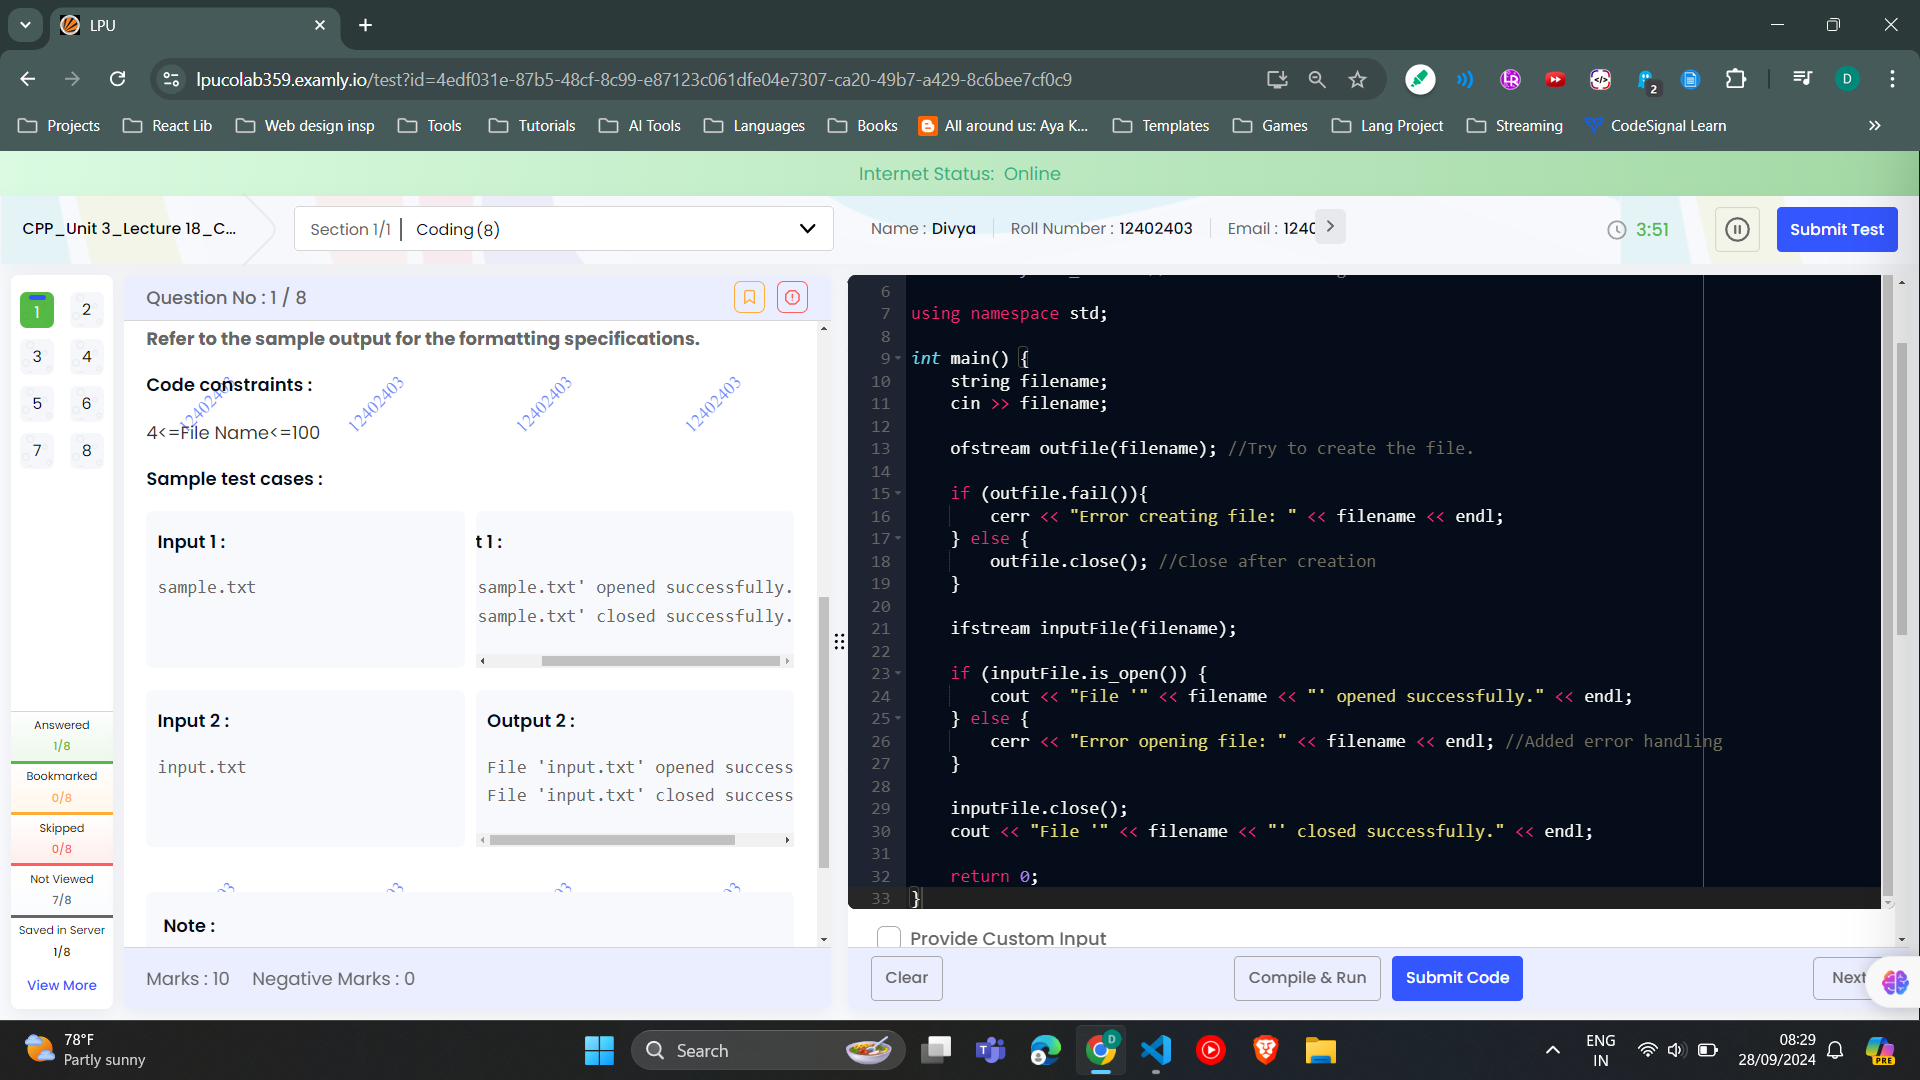 LPU
lpucolab359.examly.io/test?id=4edf031e-87b5-48cf-8c99-e87123c061dfe04e7307-ca20-49b7-a429-8c6bee7cf0c9
2
D
Projects
React Lib
Web design insp
Tools
Tutorials
AI Tools
Languages
Books
All around us: Aya K...
Templates
Games
Lang Project
Streaming
CodeSignal Learn
»
Internet Status: Online
CPP_Unit 3_Lecture 18_C...
Section 1/1 | Coding (8)
Name : Divya
Roll Number : 12402403
Email : 1240
3:51
Submit Test
1 2
3 4
5 6
7 8
Answered
1/8
Bookmarked
0/8
Skipped
0/8
Not Viewed
7/8
Saved in Server
1/8
View More
Question No : 1 / 8
Refer to the sample output for the formatting specifications.
Code constraints :
12402403
12402403
12402403
12402403
4<=File Name<=100
Sample test cases :
Input 1 :
sample.txt
t 1 :
sample.txt' opened successfully.
sample.txt' closed successfully.
Input 2 :
input.txt
Output 2 :
File 'input.txt' opened success
File 'input.txt' closed success
Note :
Marks : 10 Negative Marks : 0
6
7 using namespace std;
8
9 int main() {
10 string filename;
11 cin >> filename;
12
13 ofstream outfile(filename); //Try to create the file.
14
15 if (outfile.fail()){
16 cerr << "Error creating file: " << filename << endl;
17 } else {
18 outfile.close(); //Close after creation
19 }
20
21 ifstream inputFile(filename);
22
23 if (inputFile.is_open()) {
24 cout << "File '" << filename << "' opened successfully." << endl;
25 } else {
26 cerr << "Error opening file: " << filename << endl; //Added error handling
27 }
28
29 inputFile.close();
30 cout << "File '" << filename << "' closed successfully." << endl;
31
32 return 0;
33 }
Provide Custom Input
Clear
Compile & Run
Submit Code
Next
78°F
Partly sunny
Search
D
ENG
IN
08:29
28/09/2024
PRE